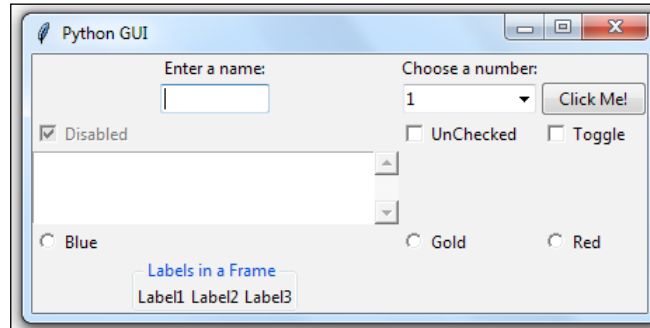 Python GUI
Enter a name: Choose a number:
1 Click Me!
Disabled UnChecked Toggle
Blue Gold Red
Labels in a Frame
Label1 Label2 Label3